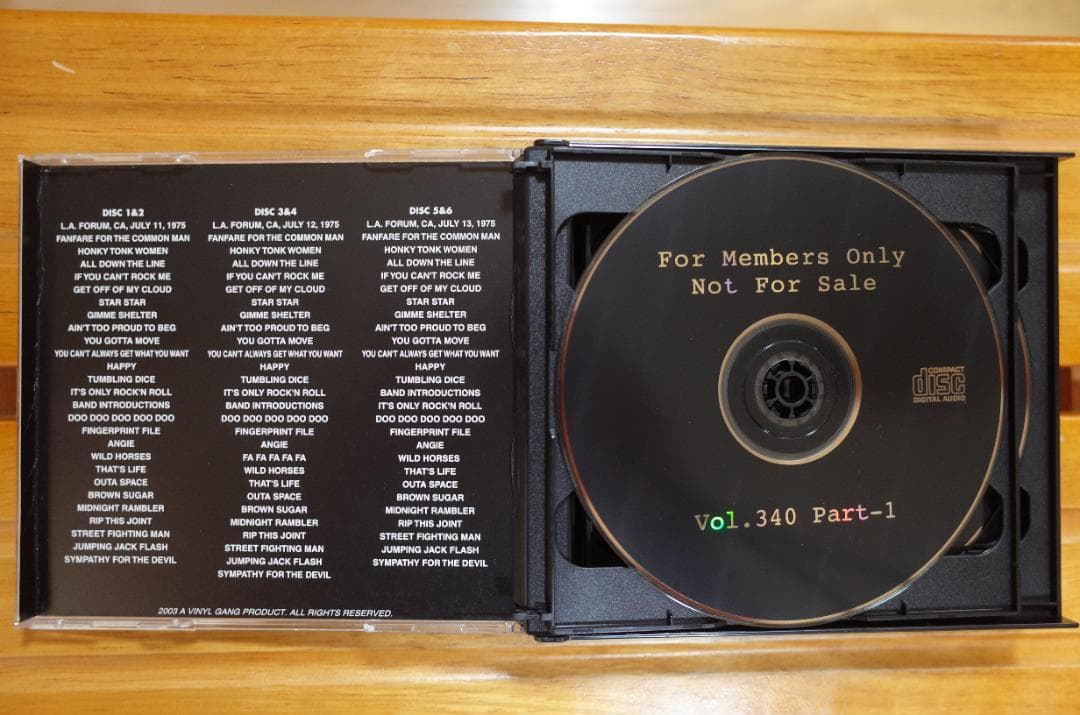 DISC 1&2
L.A. FORUM, CA, JULY 11, 1975
FANFARE FOR THE COMMON MAN
HONKY TONK WOMEN
ALL DOWN THE LINE
IF YOU CAN'T ROCK ME
GET OFF OF MY CLOUD
STAR STAR
GIMME SHELTER
AIN'T TOO PROUD TO BEG
YOU GOTTA MOVE
YOU CAN'T ALWAYS GET WHAT YOU WANT
HAPPY
TUMBLING DICE
IT'S ONLY ROCK'N ROLL
BAND INTRODUCTIONS
DOO DOO DOO DOO DOO
FINGERPRINT FILE
ANGIE
WILD HORSES
THAT'S LIFE
OUTA SPACE
BROWN SUGAR
MIDNIGHT RAMBLER
RIP THIS JOINT
STREET FIGHTING MAN
JUMPING JACK FLASH
SYMPATHY FOR THE DEVIL
DISC 3&4
L.A. FORUM, CA, JULY 12, 1975
FANFARE FOR THE COMMON MAN
HONKY TONK WOMEN
ALL DOWN THE LINE
IF YOU CAN'T ROCK ME
GET OFF OF MY CLOUD
STAR STAR
GIMME SHELTER
AIN'T TOO PROUD TO BEG
YOU GOTTA MOVE
YOU CAN'T ALWAYS GET WHAT YOU WANT
HAPPY
TUMBLING DICE
IT'S ONLY ROCK'N ROLL
BAND INTRODUCTIONS
DOO DOO DOO DOO DOO
FINGERPRINT FILE
ANGIE
FA FA FA FA FA
WILD HORSES
THAT'S LIFE
OUTA SPACE
BROWN SUGAR
MIDNIGHT RAMBLER
RIP THIS JOINT
STREET FIGHTING MAN
JUMPING JACK FLASH
SYMPATHY FOR THE DEVIL
DISC 5&6
L.A. FORUM, CA, JULY 13, 1975
FANFARE FOR THE COMMON MAN
HONKY TONK WOMEN
ALL DOWN THE LINE
IF YOU CAN'T ROCK ME
GET OFF OF MY CLOUD
STAR STAR
GIMME SHELTER
AIN'T TOO PROUD TO BEG
YOU GOTTA MOVE
YOU CAN'T ALWAYS GET WHAT YOU WANT
HAPPY
TUMBLING DICE
BAND INTRODUCTIONS
IT'S ONLY ROCK'N ROLL
DOO DOO DOO DOO DOO
FINGERPRINT FILE
ANGIE
WILD HORSES
THAT'S LIFE
OUTA SPACE
BROWN SUGAR
MIDNIGHT RAMBLER
RIP THIS JOINT
STREET FIGHTING MAN
JUMPING JACK FLASH
SYMPATHY FOR THE DEVIL
2003 A VINYL GANG PRODUCT. ALL RIGHTS RESERVED.
For Members Only
Not For Sale
COMPACT
disc
DIGITAL AUDIO
Vol.340 Part-1